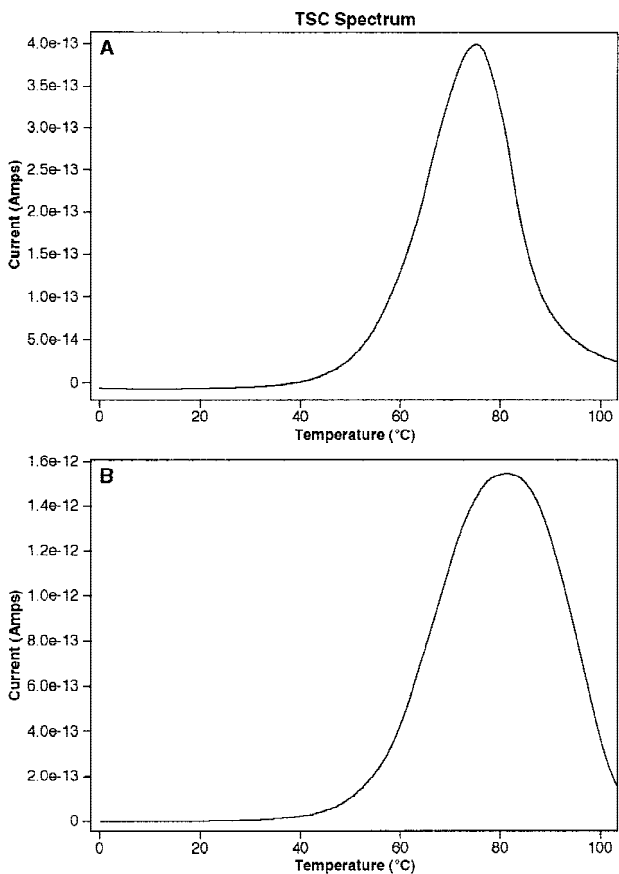 TSC Spectrum
A
4.0e-13
3.5e-13
3.0e-13
2.5e-13
2.0e-13
1.5e-13
1.0e-13
5.0e-14
0
Current (Amps)
0 20 40 60 80 100
Temperature (°C)
B
1.6e-12
1.4e-12
1.2e-12
1.0e-12
8.0e-13
6.0e-13
4.0e-13
2.0e-13
0
Current (Amps)
0 20 40 60 80 100
Temperature (°C)